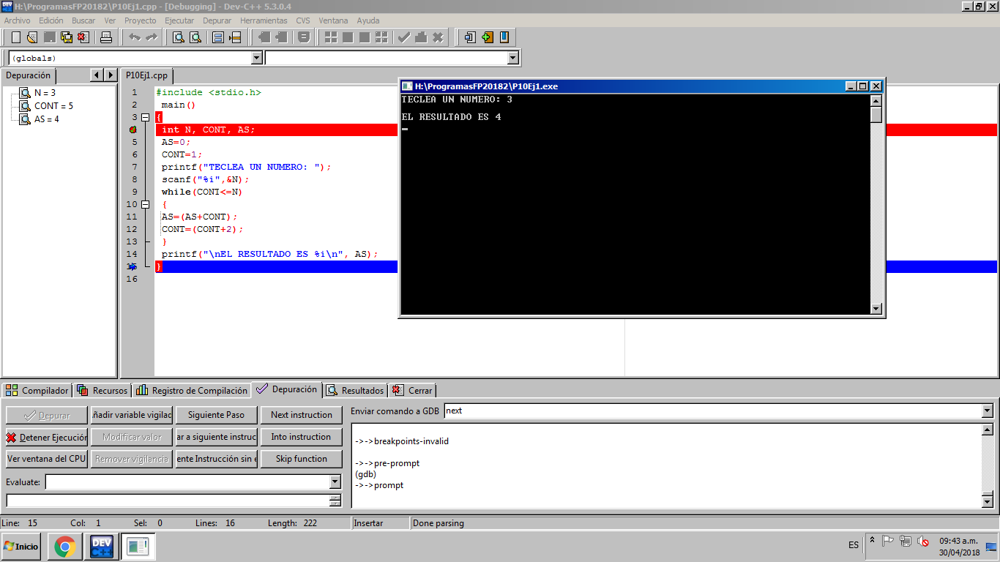 H:\ProgramasFP20182\P10Ej1.cpp - [Debugging] - Dev-C++ 5.3.0.4
Archivo Edición Buscar Ver Proyecto Ejecutar Depurar Herramientas CVS Ventana Ayuda
(globals)
Depuración
N = 3
CONT = 5
AS = 4
P10Ej1.cpp
1 #include <stdio.h>
2 main()
3 {
4 int N, CONT, AS;
5 AS=0;
6 CONT=1;
7 printf("TECLEA UN NUMERO: ");
8 scanf("%i",&N);
9 while(CONT<=N)
10 {
11 AS=(AS+CONT);
12 CONT=(CONT+2);
13 }
14 printf("\nEL RESULTADO ES %i\n", AS);
15 }
16
H:\ProgramasFP20182\P10Ej1.exe
TECLEA UN NUMERO: 3
EL RESULTADO ES 4
Compilador Recursos Registro de Compilación Depuración Resultados Cerrar
Depurar ñadir variable vigilad Siguiente Paso Next instruction
Detener Ejecución Modificar valor ar a siguiente instruc Into instruction
Ver ventana del CPU Remover vigilancia ente Instrucción sin e Skip function
Evaluate:
Enviar comando a GDB next
->->breakpoints-invalid
->->pre-prompt
(gdb)
->->prompt
Line: 15 Col: 1 Sel: 0 Lines: 16 Length: 222 Insertar Done parsing
Inicio
DEV C++
ES
09:43 a.m.
30/04/2018